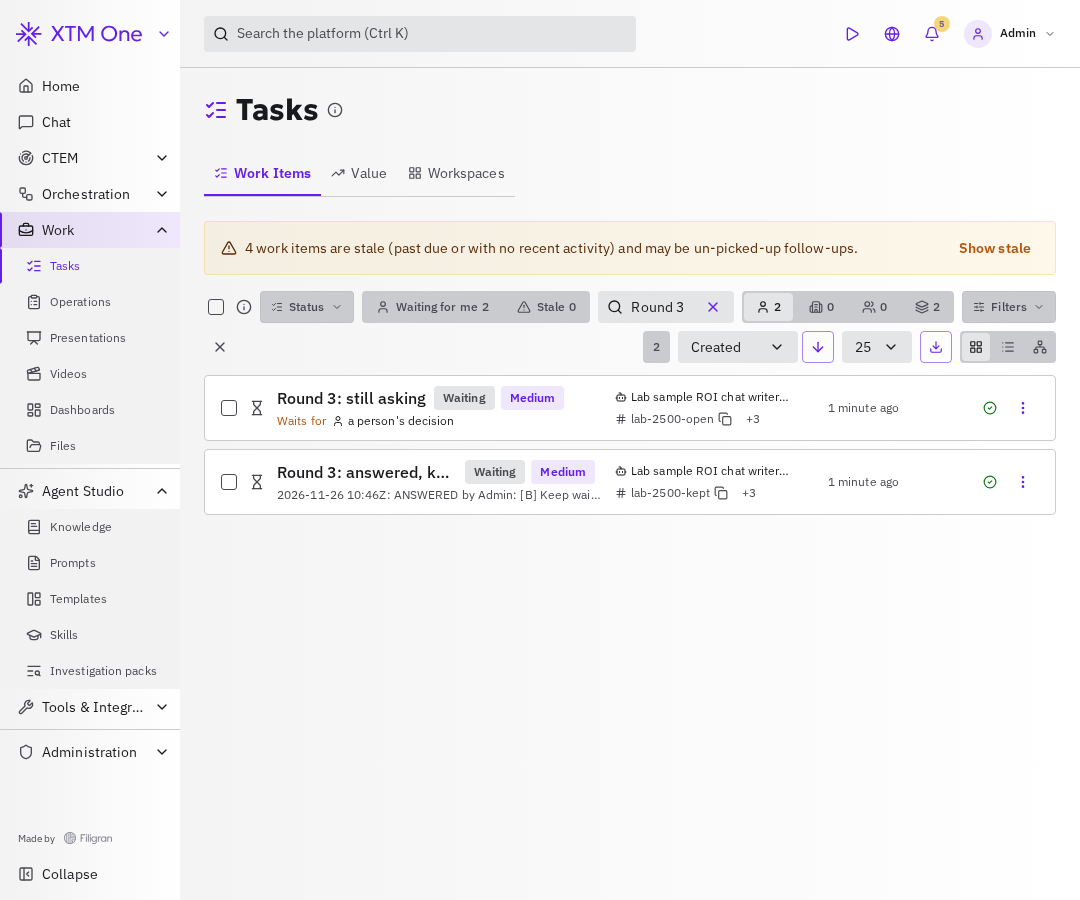 XTM One
Search the platform (Ctrl K)
5
Admin
Home
Chat
CTEM
Orchestration
Work
Tasks
Operations
Presentations
Videos
Dashboards
Files
Agent Studio
Knowledge
Prompts
Templates
Skills
Investigation packs
Tools & Integr...
Administration
Made by Filigran
Collapse
Tasks
Work Items Value Workspaces
4 work items are stale (past due or with no recent activity) and may be un-picked-up follow-ups. Show stale
Status Waiting for me 2 Stale 0 Round 3 2 0 0 2 Filters
2 Created 25
Round 3: still asking Waiting Medium
Waits for a person's decision
Lab sample ROI chat writer...
lab-2500-open +3
1 minute ago
Round 3: answered, k... Waiting Medium
2026-11-26 10:46Z: ANSWERED by Admin: [B] Keep wai...
Lab sample ROI chat writer...
lab-2500-kept +3
1 minute ago